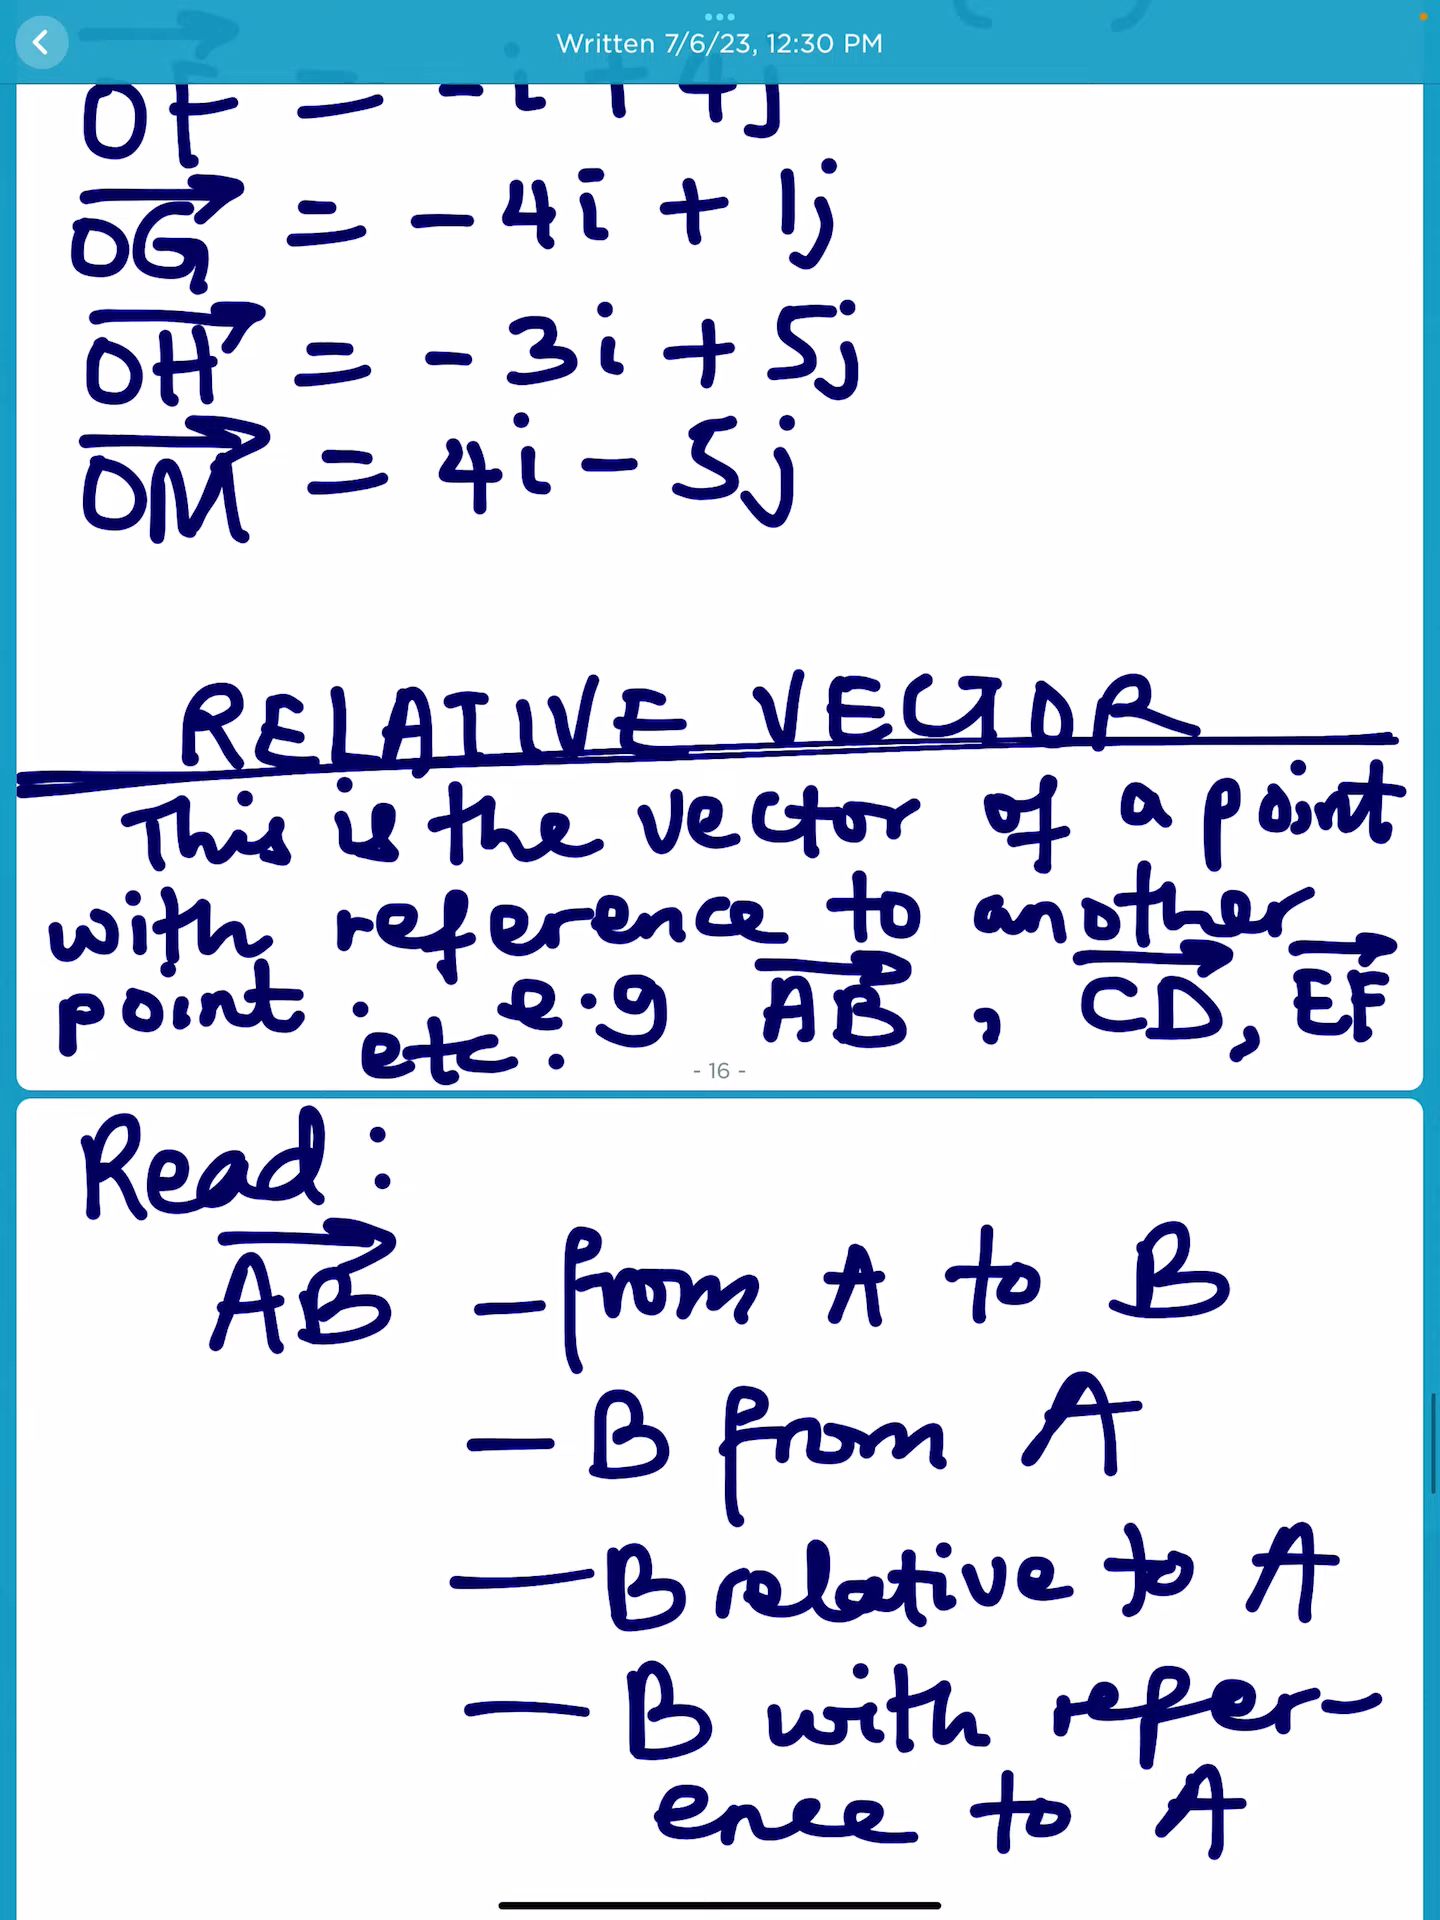 Written 7/6/23, 12:30 PM
OF = -i + 4j
OG = -4i + 1j
OH = -3i + 5j
OM = 4i - 5j
RELATIVE VECTOR
This is the vector of a point
with reference to another
point. e.g AB, CD, EF
etc.
- 16 -
Read:
AB - from A to B
- B from A
- B relative to A
- B with refer-
ence to A